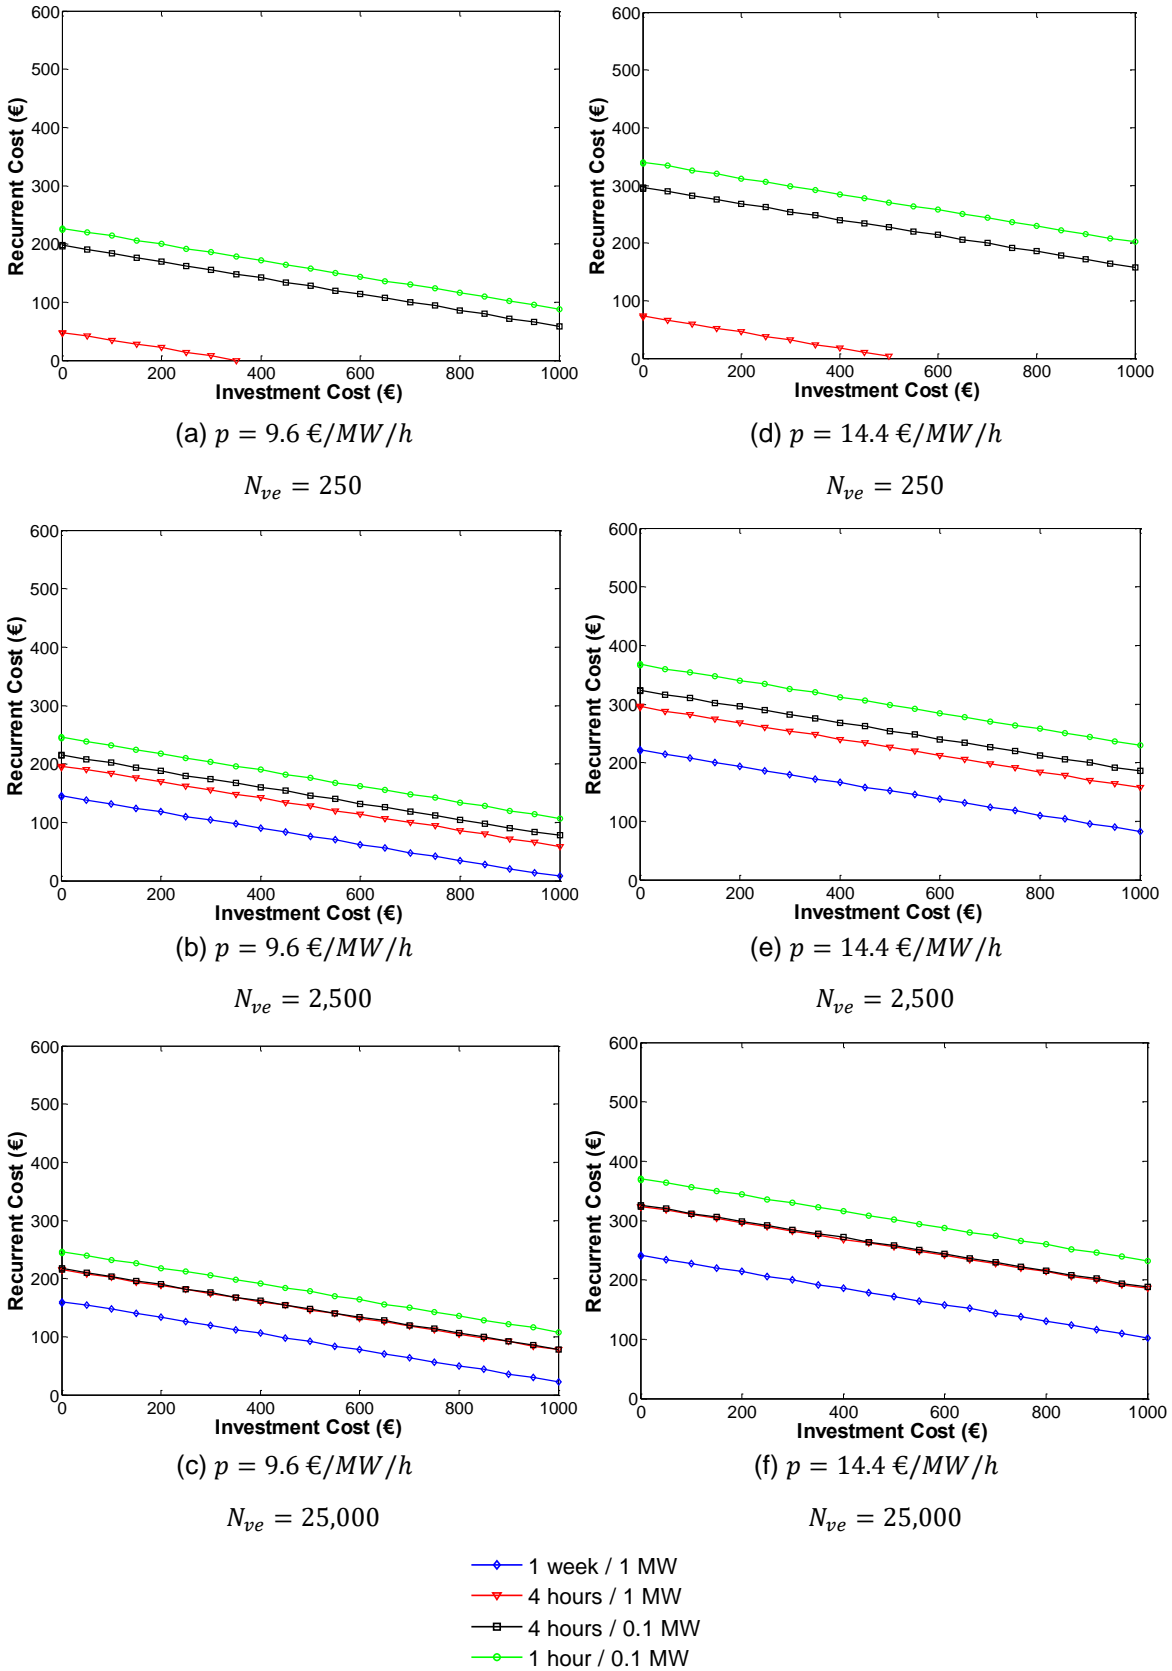 600
500
400
300
200
100
0
0 200 400 600 800 1000
Recurrent Cost (€)
Investment Cost (€)
(a) p = 9.6 €/MW/h
N_ve = 250
600
500
400
300
200
100
0
0 200 400 600 800 1000
Recurrent Cost (€)
Investment Cost (€)
(d) p = 14.4 €/MW/h
N_ve = 250
600
500
400
300
200
100
0
0 200 400 600 800 1000
Recurrent Cost (€)
Investment Cost (€)
(b) p = 9.6 €/MW/h
N_ve = 2,500
600
500
400
300
200
100
0
0 200 400 600 800 1000
Recurrent Cost (€)
Investment Cost (€)
(e) p = 14.4 €/MW/h
N_ve = 2,500
600
500
400
300
200
100
0
0 200 400 600 800 1000
Recurrent Cost (€)
Investment Cost (€)
(c) p = 9.6 €/MW/h
N_ve = 25,000
600
500
400
300
200
100
0
0 200 400 600 800 1000
Recurrent Cost (€)
Investment Cost (€)
(f) p = 14.4 €/MW/h
N_ve = 25,000
1 week / 1 MW
4 hours / 1 MW
4 hours / 0.1 MW
1 hour / 0.1 MW